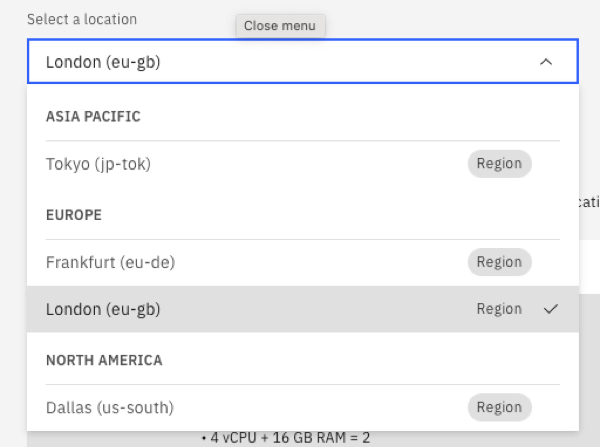 Select a location
Close menu
London (eu-gb)
ASIA PACIFIC
Tokyo (jp-tok) Region
EUROPE
Frankfurt (eu-de) Region
London (eu-gb) Region
NORTH AMERICA
Dallas (us-south) Region
• 4 vCPU + 16 GB RAM = 2